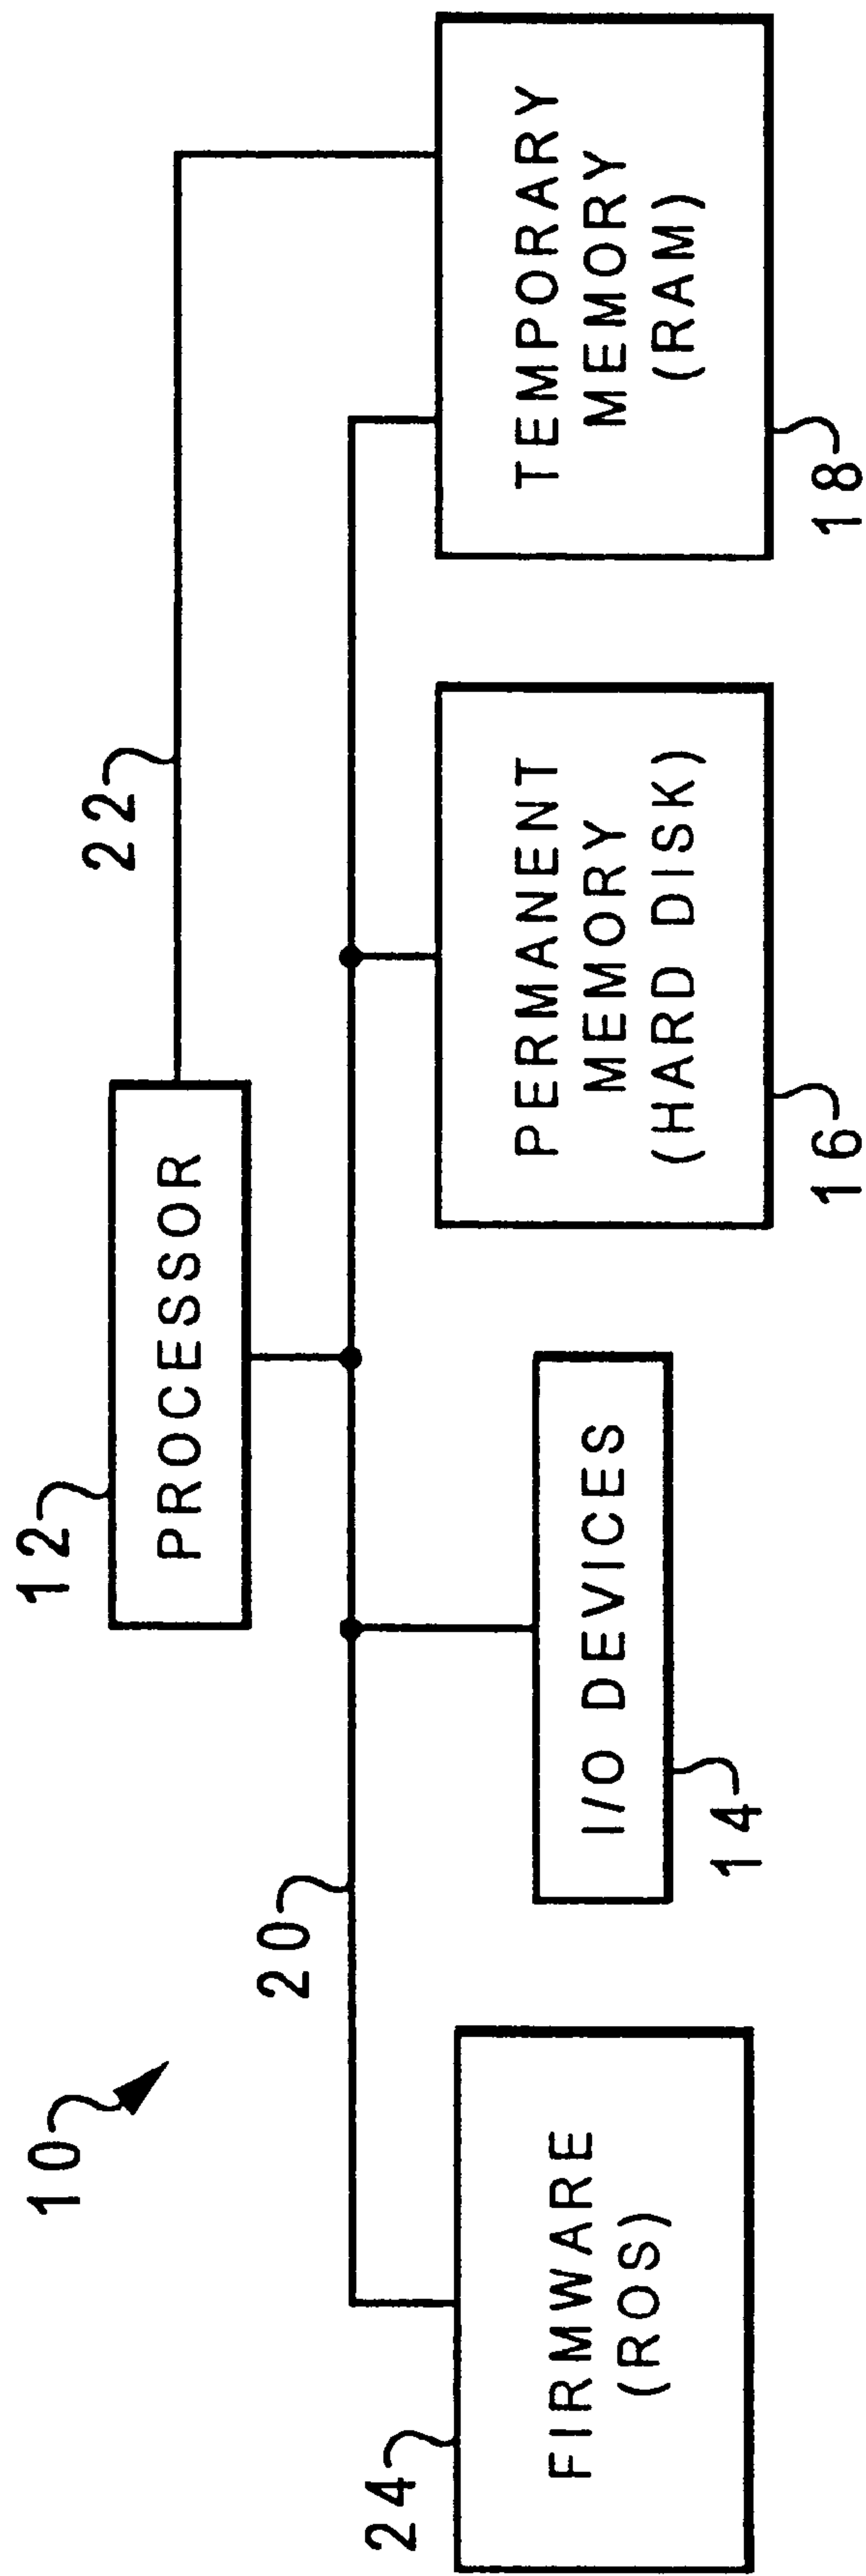 10
12
PROCESSOR
22
20
24
FIRMWARE
(ROS)
I/O DEVICES
14
PERMANENT
MEMORY
(HARD DISK)
16
TEMPORARY
MEMORY
(RAM)
18